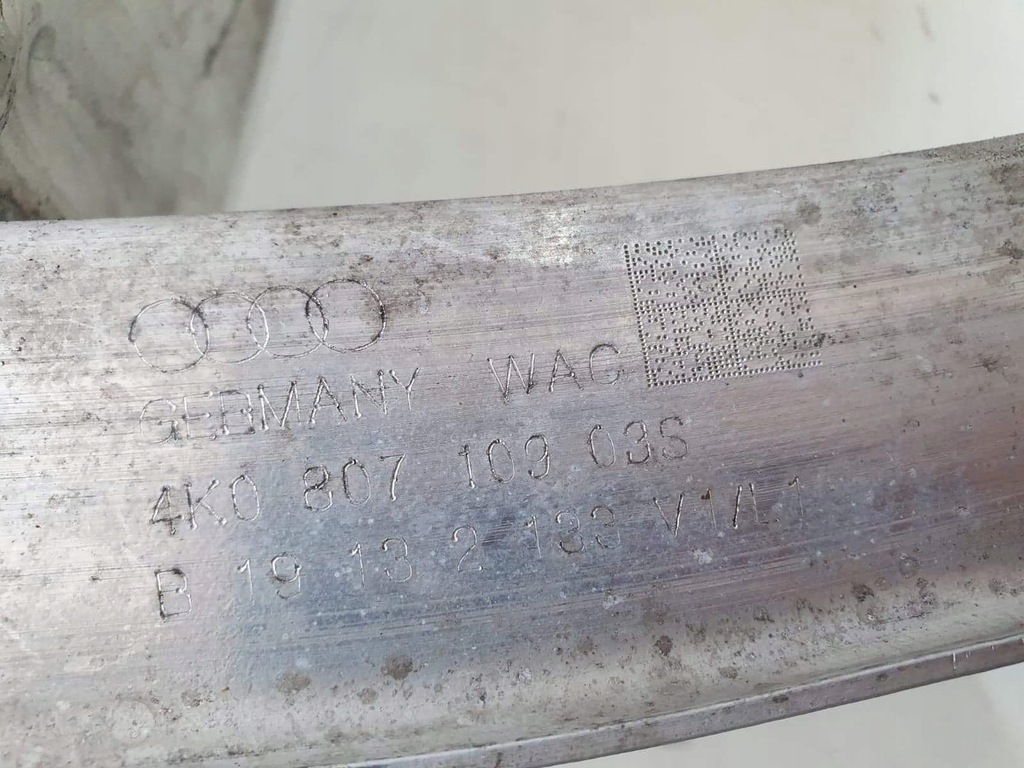 GERMANY WAC
4K0 807 109 03S
B 19 13 2 133 V1/L1